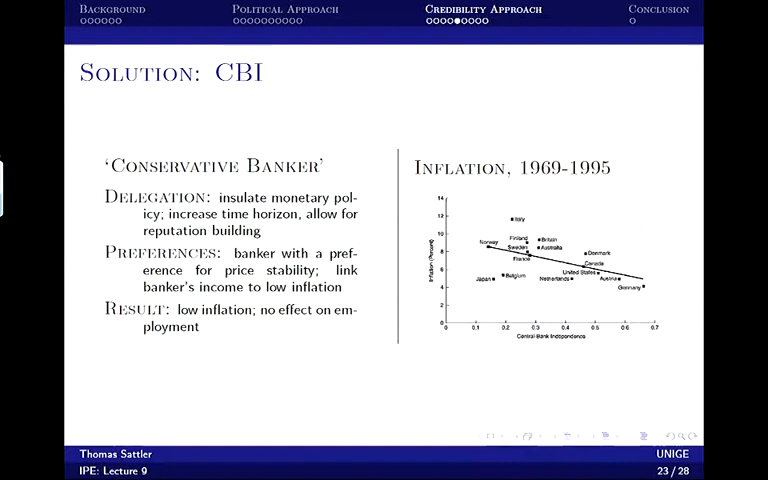 Background Political Approach Credibility Approach Conclusion
Solution: CBI
'Conservative Banker'
Delegation: insulate monetary pol-
icy; increase time horizon, allow for
reputation building
Preferences: banker with a pref-
erence for price stability; link
banker's income to low inflation
Result: low inflation; no effect on em-
ployment
Inflation, 1969-1995
Inflation (Percent)
14
12
10
8
6
4
2
0
Italy
Finland
Britain
Norway
Sweden
Australia
France
Denmark
Canada
Japan
Belgium
United States
Netherlands
Austria
Germany
0 0.1 0.2 0.3 0.4 0.5 0.6 0.7
Central Bank Independence
Thomas Sattler UNIGE
IPE: Lecture 9 23 / 28